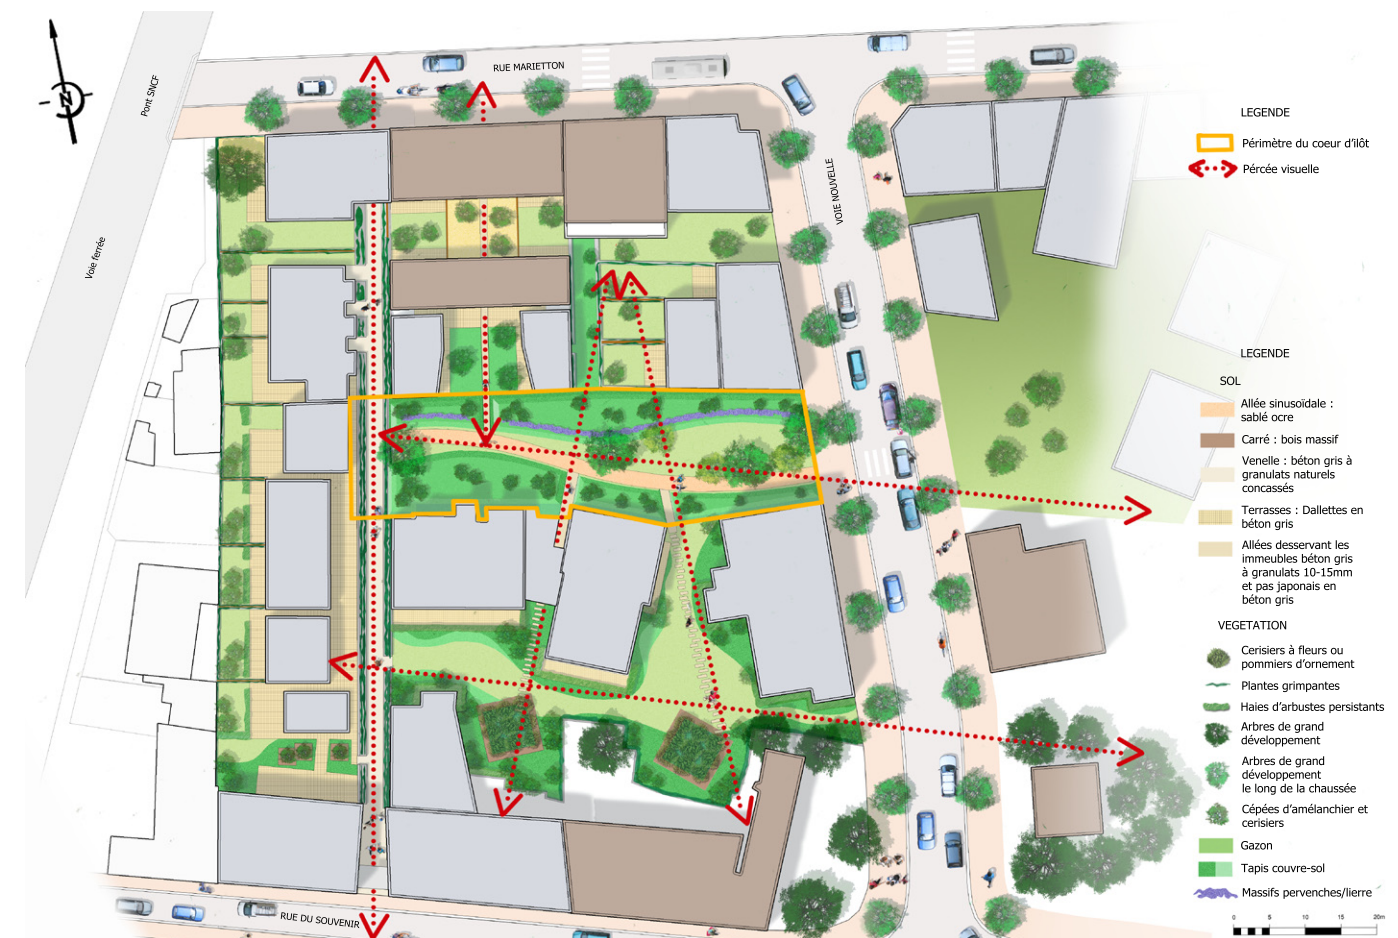 N
Pont SNCF
Voie ferrée
RUE MARIETTON
VOIE NOUVELLE
RUE DU SOUVENIR
LEGENDE
Périmètre du coeur d'ilôt
Pércée visuelle
LEGENDE
SOL
Allée sinusoïdale :
sablé ocre
Carré : bois massif
Venelle : béton gris à
granulats naturels
concassés
Terrasses : Dallettes en
béton gris
Allées desservant les
immeubles béton gris
à granulats 10-15mm
et pas japonais en
béton gris
VEGETATION
Cerisiers à fleurs ou
pommiers d'ornement
Plantes grimpantes
Haies d'arbustes persistants
Arbres de grand
développement
Arbres de grand
développement
le long de la chaussée
Cépées d'amélanchier et
cerisiers
Gazon
Tapis couvre-sol
Massifs pervenches/lierre
0 5 10 15 20m